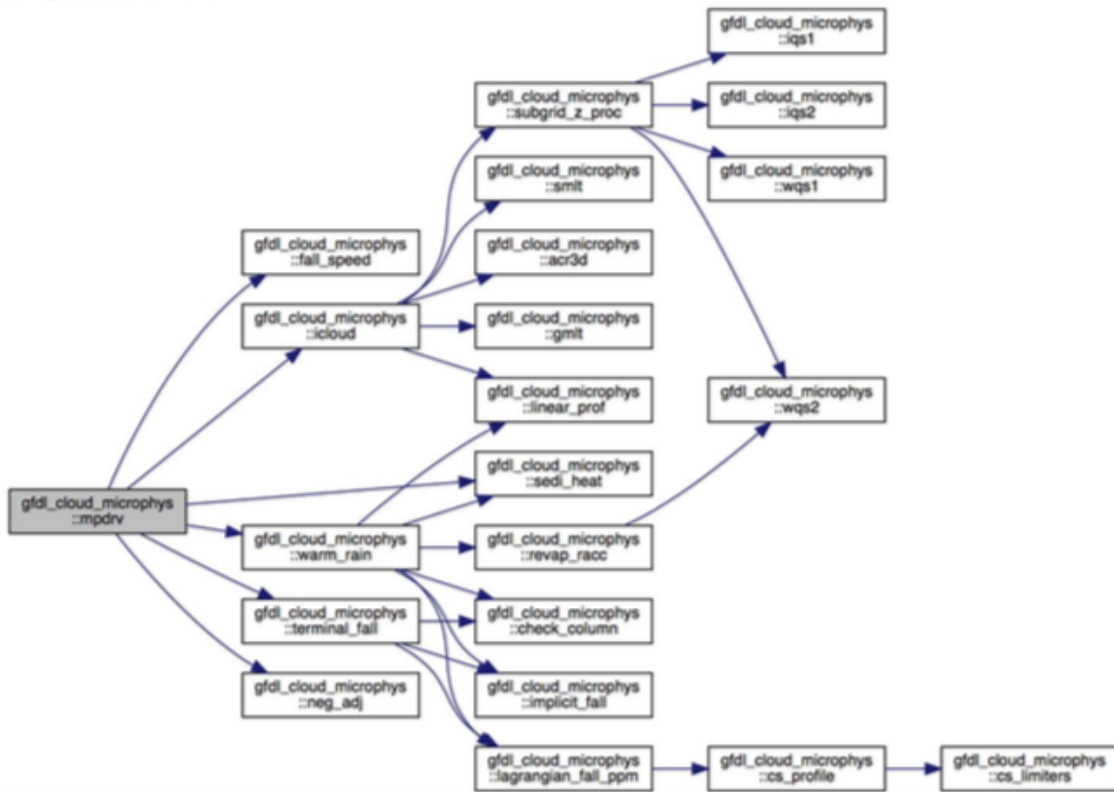 gfdl_cloud_microphys
::iqs1
gfdl_cloud_microphys
::subgrid_z_proc
gfdl_cloud_microphys
::iqs2
gfdl_cloud_microphys
::smlt
gfdl_cloud_microphys
::wqs1
gfdl_cloud_microphys
::fall_speed
gfdl_cloud_microphys
::acr3d
gfdl_cloud_microphys
::icloud
gfdl_cloud_microphys
::gmlt
gfdl_cloud_microphys
::linear_prof
gfdl_cloud_microphys
::wqs2
gfdl_cloud_microphys
::mpdrv
gfdl_cloud_microphys
::sedi_heat
gfdl_cloud_microphys
::warm_rain
gfdl_cloud_microphys
::revap_racc
gfdl_cloud_microphys
::terminal_fall
gfdl_cloud_microphys
::check_column
gfdl_cloud_microphys
::neg_adj
gfdl_cloud_microphys
::implicit_fall
gfdl_cloud_microphys
::lagrangian_fall_ppm
gfdl_cloud_microphys
::cs_profile
gfdl_cloud_microphys
::cs_limiters